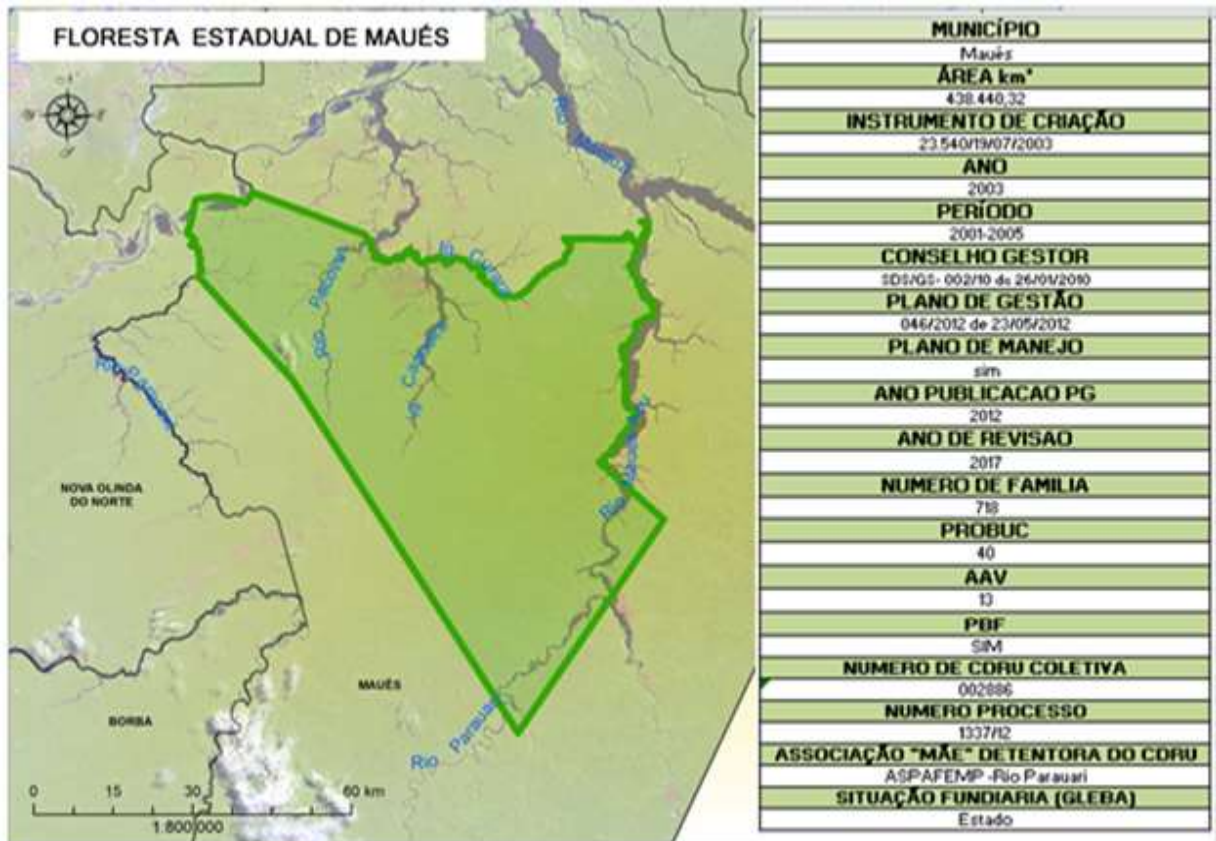 FLORESTA ESTADUAL DE MAUÉS
Rio
Ig
Rio
Ig
Rio
Rio
Rio Parauari
NOVA OLINDA
DO NORTE
MAUÉS
BORBA
0 15 30 60 km
1:800.000
MUNICÍPIO
Maués
ÁREA km²
438.440,32
INSTRUMENTO DE CRIAÇÃO
23.540/19/07/2003
ANO
2003
PERÍODO
2001-2005
CONSELHO GESTOR
SDS/GS- 002/10 de 26/01/2010
PLANO DE GESTÃO
046/2012 de 23/05/2012
PLANO DE MANEJO
sim
ANO PUBLICACAO PG
2012
ANO DE REVISAO
2017
NUMERO DE FAMILIA
718
PROBUC
40
AAV
13
PBF
SIM
NUMERO DE CDRU COLETIVA
002886
NUMERO PROCESSO
1337/12
ASSOCIAÇÃO "MÃE" DETENTORA DO CDRU
ASPAFEMP -Rio Parauari
SITUAÇÃO FUNDIARIA (GLEBA)
Estado